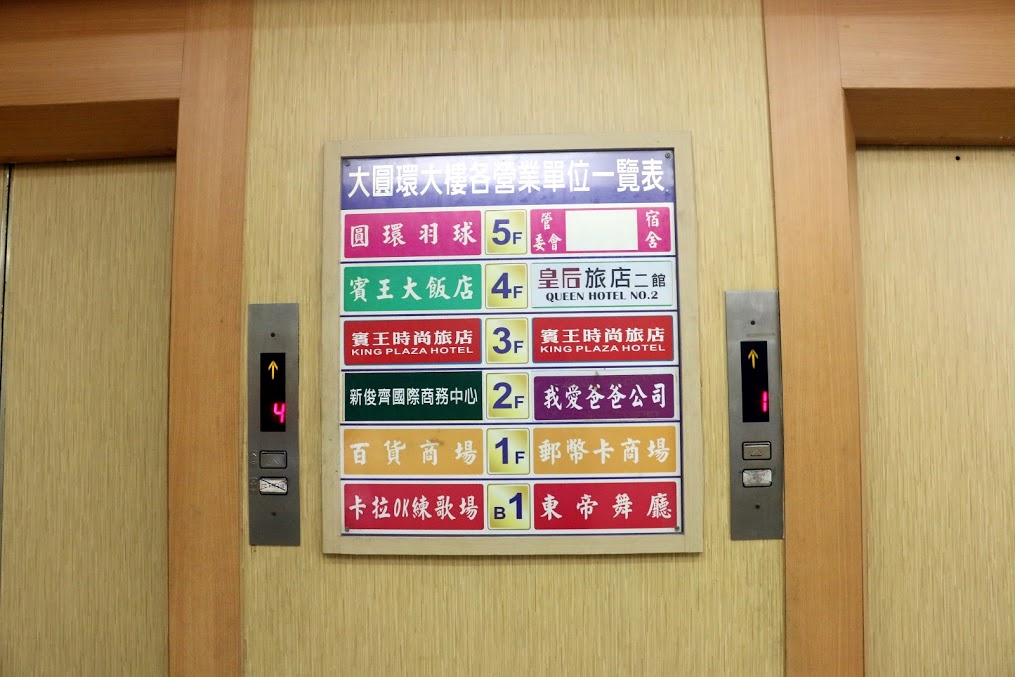 大圓環大樓各營業單位一覽表
圓環羽球 5F 管委會 宿舍
賓王大飯店 4F 皇后旅店二館
QUEEN HOTEL NO.2
賓王時尚旅店 3F 賓王時尚旅店
KING PLAZA HOTEL KING PLAZA HOTEL
新俊齊國際商務中心 2F 我愛爸爸公司
百貨商場 1F 郵幣卡商場
卡拉OK練歌場 B1 東帝舞廳
4
1